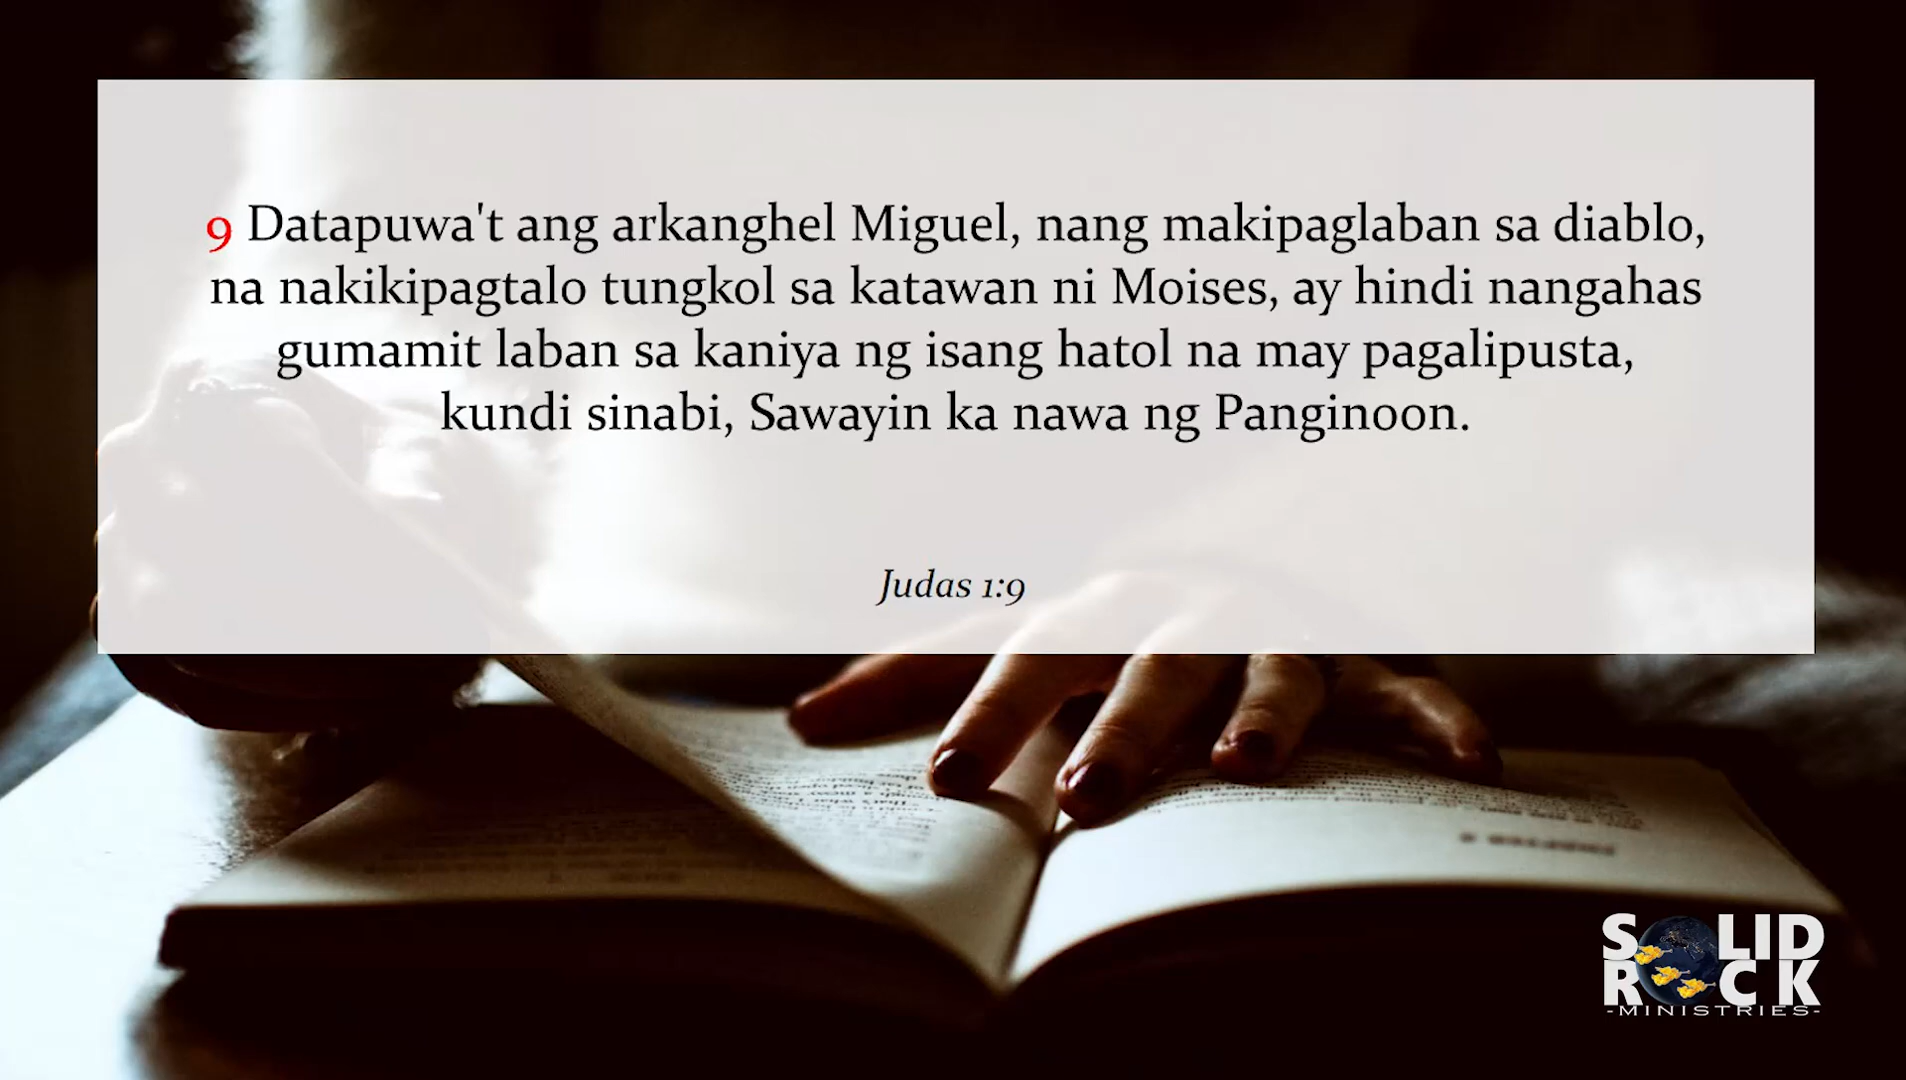 9 Datapuwa't ang arkanghel Miguel, nang makipaglaban sa diablo,
na nakikipagtalo tungkol sa katawan ni Moises, ay hindi nangahas
gumamit laban sa kaniya ng isang hatol na may pagalipusta,
kundi sinabi, Sawayin ka nawa ng Panginoon.
Judas 1:9
SOLID
ROCK
-MINISTRIES-